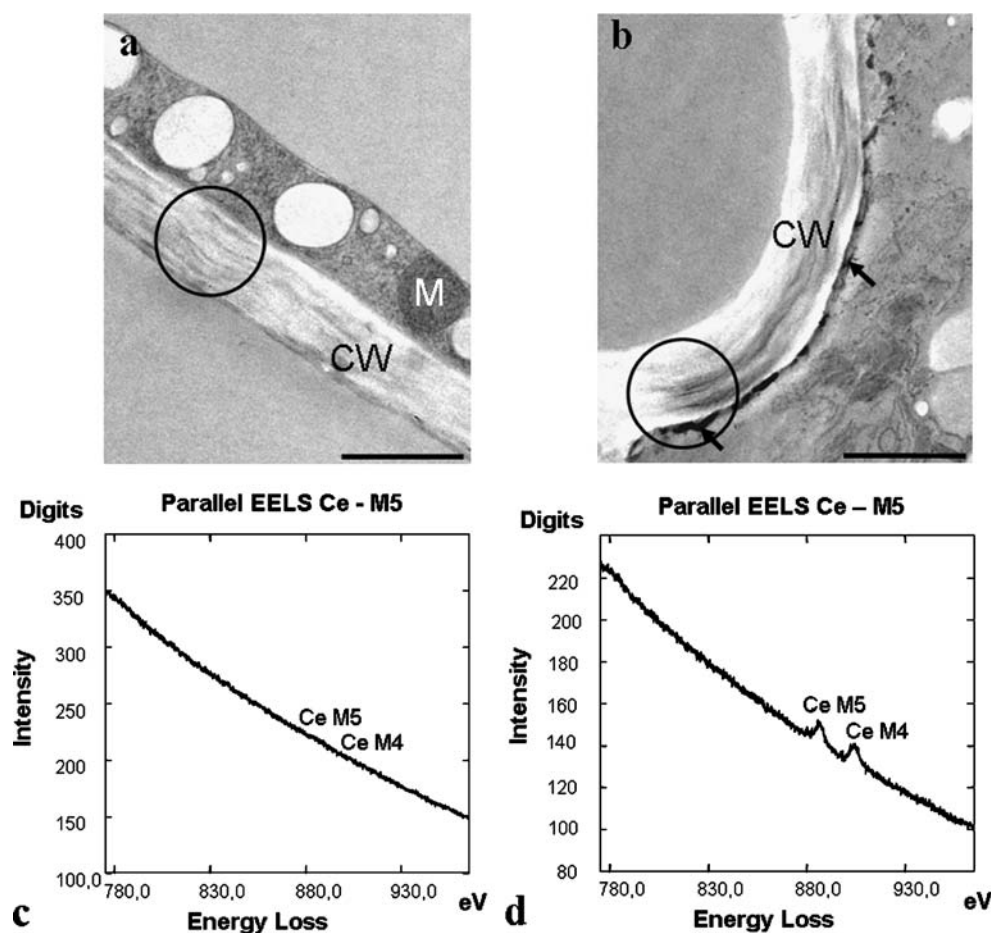 a
M
CW
b
CW
Parallel EELS Ce - M5
Digits
400
350
300
250
200
150
100,0
Intensity
Ce M5
Ce M4
780,0 830,0 880,0 930,0 eV
Energy Loss
c
Parallel EELS Ce – M5
Digits
220
200
180
160
140
120
100
80
Intensity
Ce M5
Ce M4
780,0 830,0 880,0 930,0 eV
Energy Loss
d